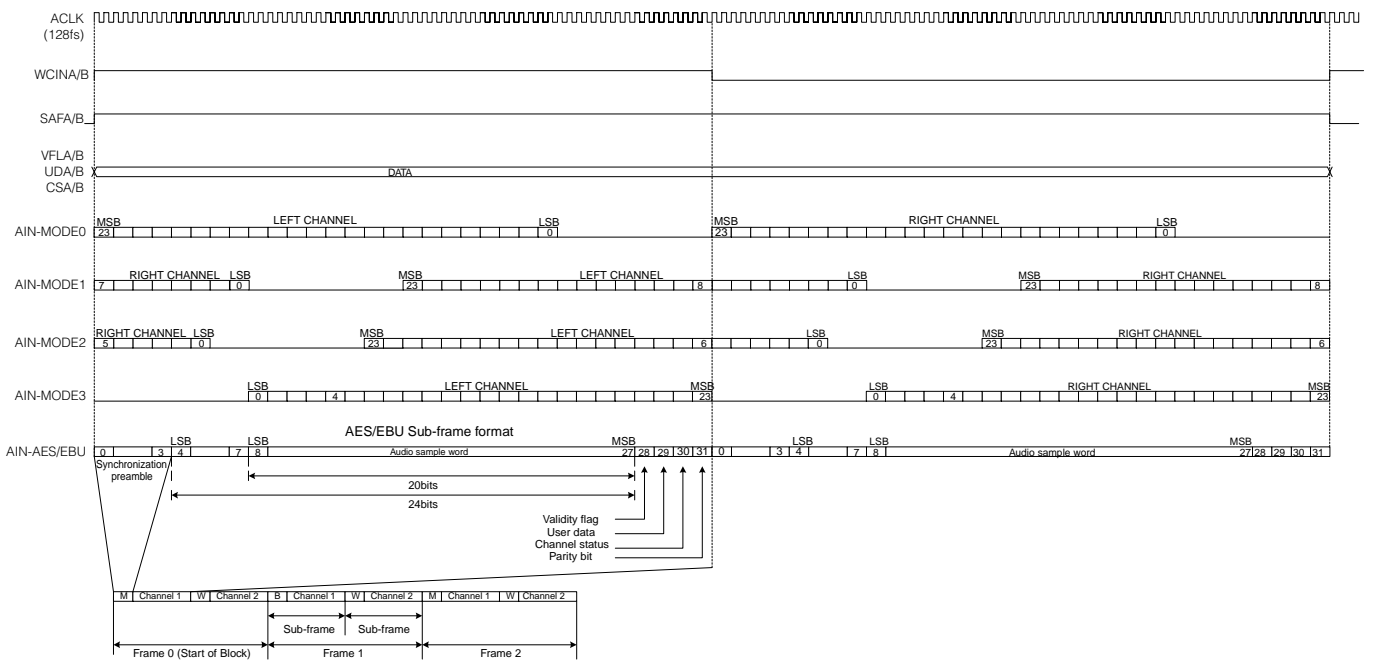 ACLK
(128fs)
WCINA/B
SAFA/B
VFLA/B
UDA/B
CSA/B
DATA
AIN-MODE0
MSB LEFT CHANNEL LSB MSB RIGHT CHANNEL LSB
23 0 23 0
AIN-MODE1
RIGHT CHANNEL LSB MSB LEFT CHANNEL LSB MSB RIGHT CHANNEL
7 0 23 8 0 23 8
AIN-MODE2
RIGHT CHANNEL LSB MSB LEFT CHANNEL LSB MSB RIGHT CHANNEL
5 0 23 6 0 23 6
AIN-MODE3
LSB LEFT CHANNEL MSB LSB RIGHT CHANNEL MSB
0 4 23 0 4 23
AES/EBU Sub-frame format
AIN-AES/EBU
LSB LSB MSB LSB LSB MSB
0 3 4 7 8 Audio sample word 27 28 29 30 31 0 3 4 7 8 Audio sample word 27 28 29 30 31
Synchronization
preamble
20bits
24bits
Validity flag
User data
Channel status
Parity bit
M Channel 1 W Channel 2 B Channel 1 W Channel 2 M Channel 1 W Channel 2
Sub-frame Sub-frame
Frame 0 (Start of Block) Frame 1 Frame 2